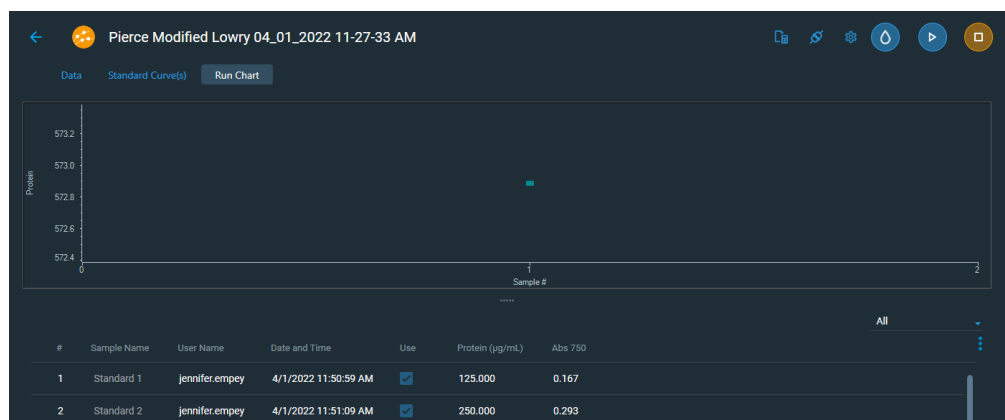 Pierce Modified Lowry 04_01_2022 11-27-33 AM
Data Standard Curve(s) Run Chart
573.2
573.0
572.8
572.6
572.4
Protein
0 1 2
Sample #
All
# Sample Name User Name Date and Time Use Protein (µg/mL) Abs 750
1 Standard 1 jennifer.empey 4/1/2022 11:50:59 AM 125.000 0.167
2 Standard 2 jennifer.empey 4/1/2022 11:51:09 AM 250.000 0.293